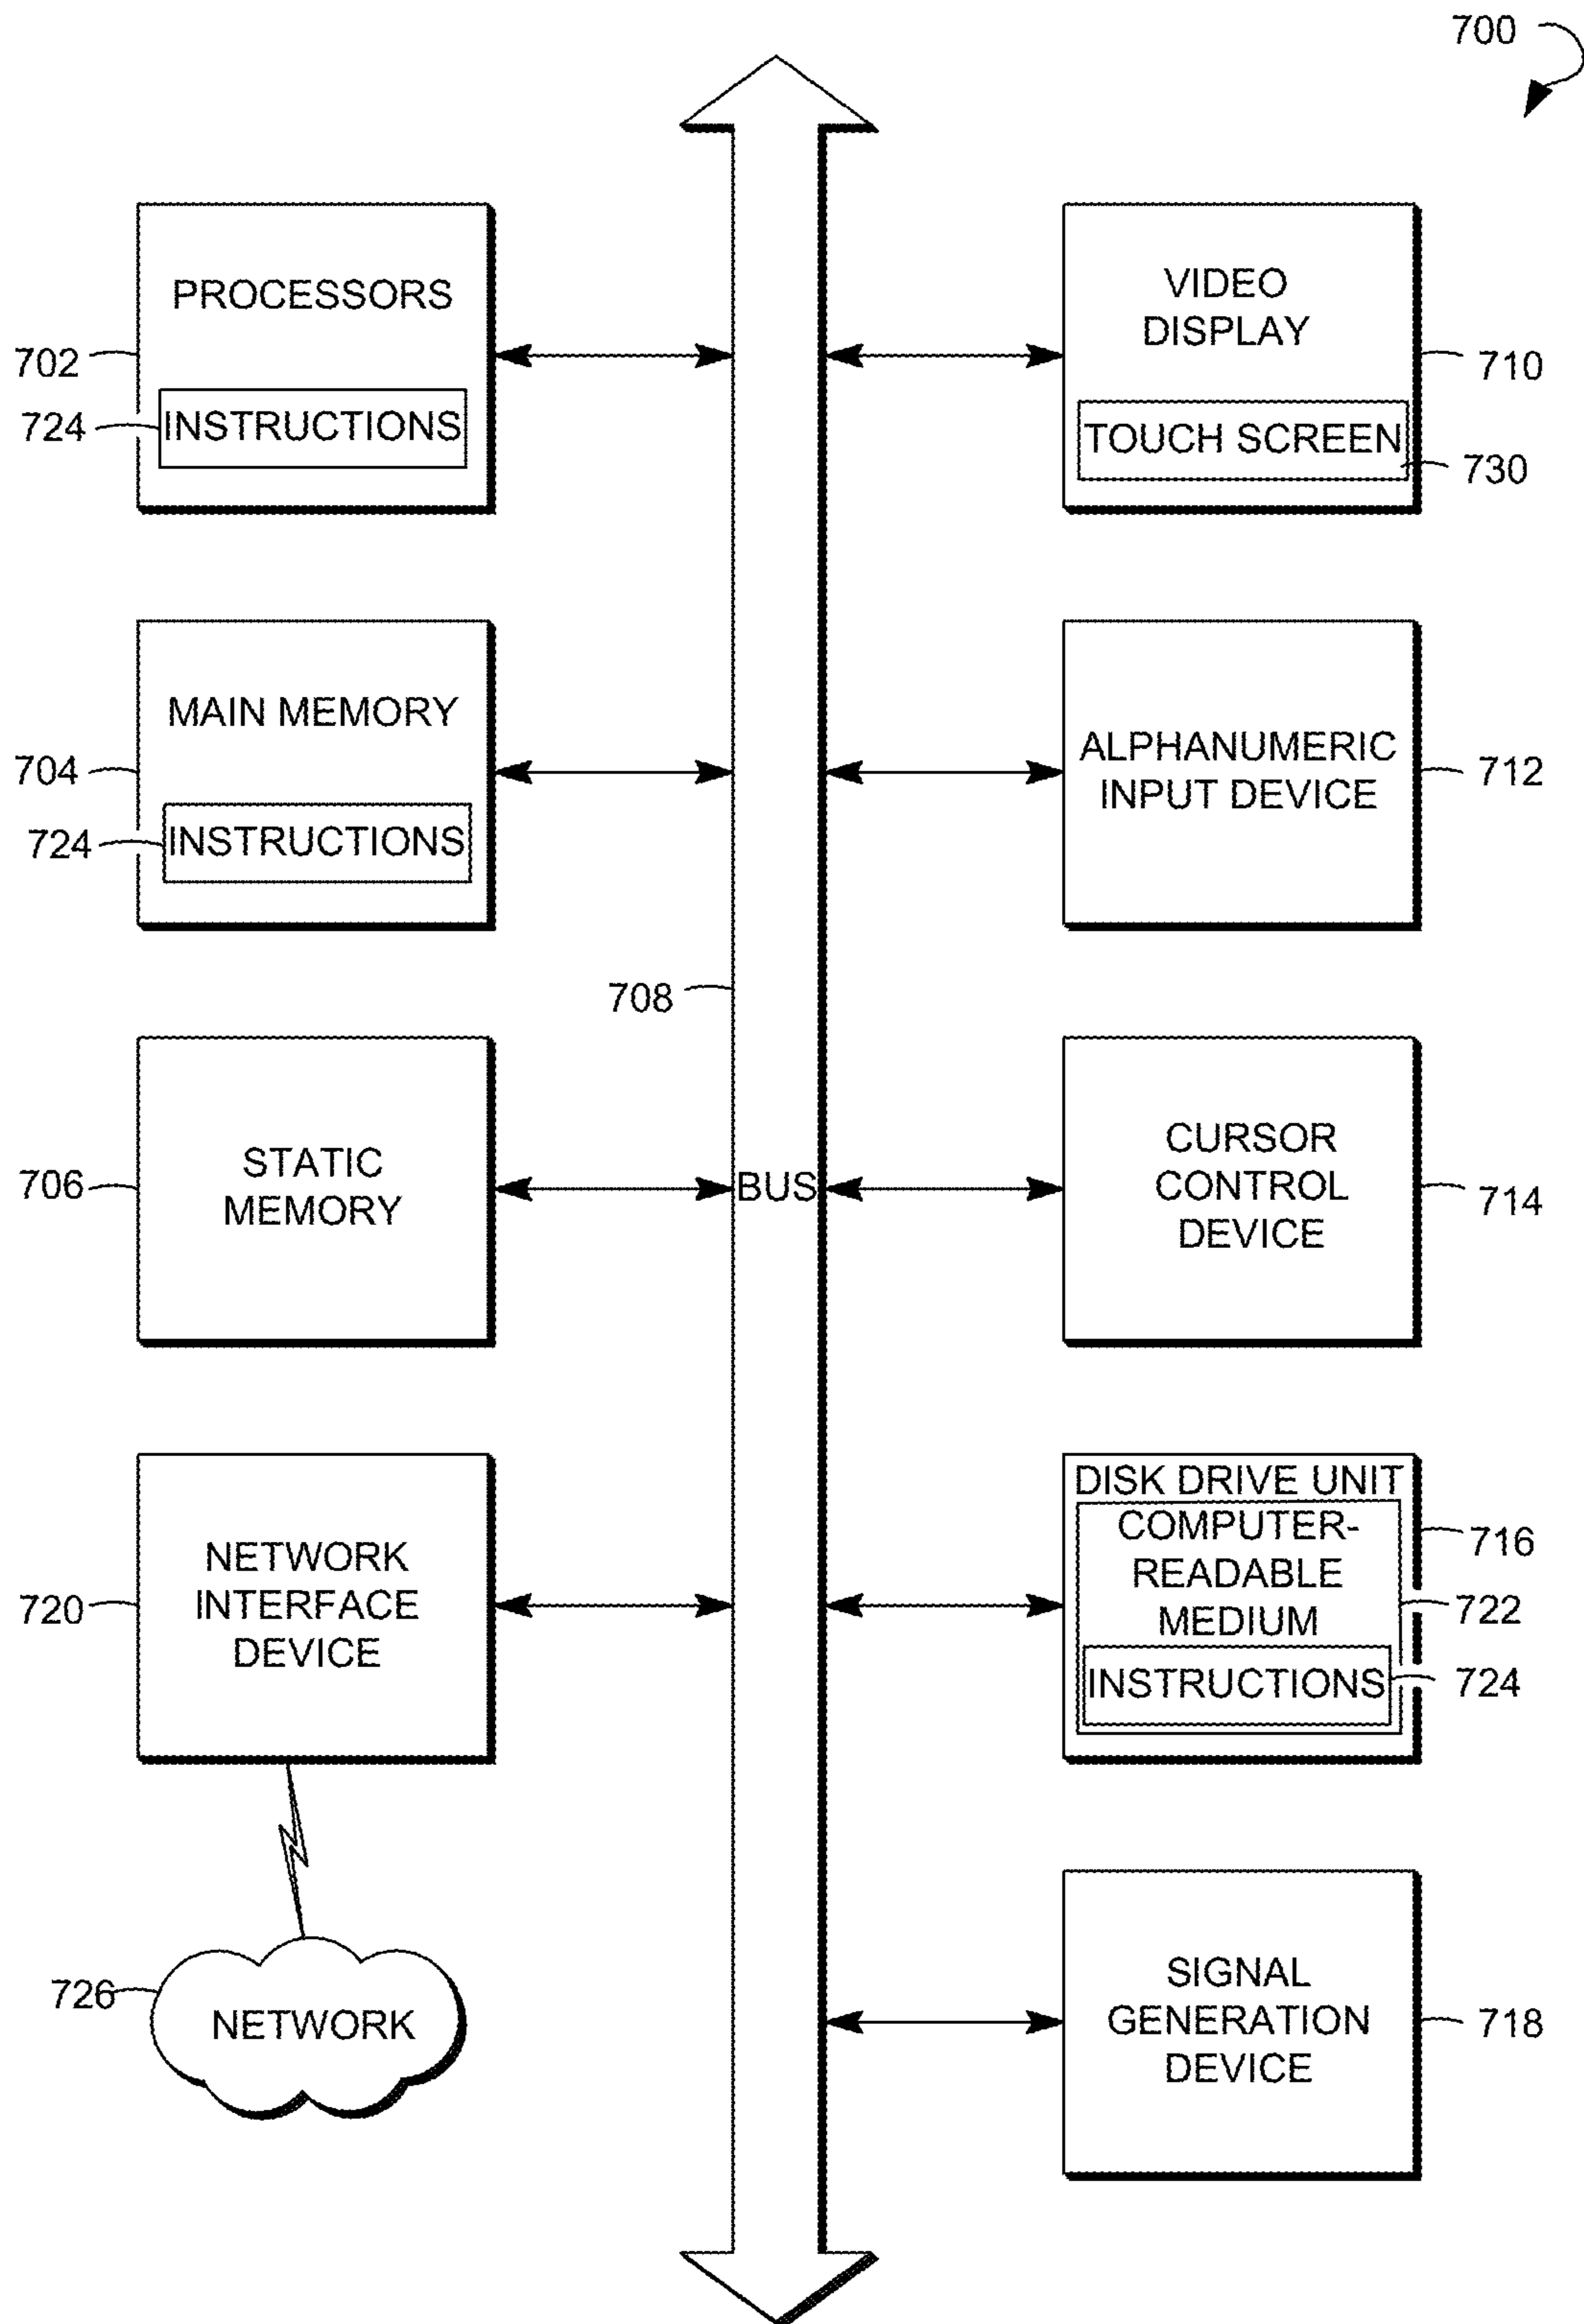 700
PROCESSORS
702
724
INSTRUCTIONS
VIDEO
DISPLAY
710
TOUCH SCREEN
730
MAIN MEMORY
704
724
INSTRUCTIONS
ALPHANUMERIC
INPUT DEVICE
712
708
BUS
STATIC
MEMORY
706
CURSOR
CONTROL
DEVICE
714
NETWORK
INTERFACE
DEVICE
720
DISK DRIVE UNIT
716
COMPUTER-
READABLE
MEDIUM
722
INSTRUCTIONS
724
726
NETWORK
SIGNAL
GENERATION
DEVICE
718